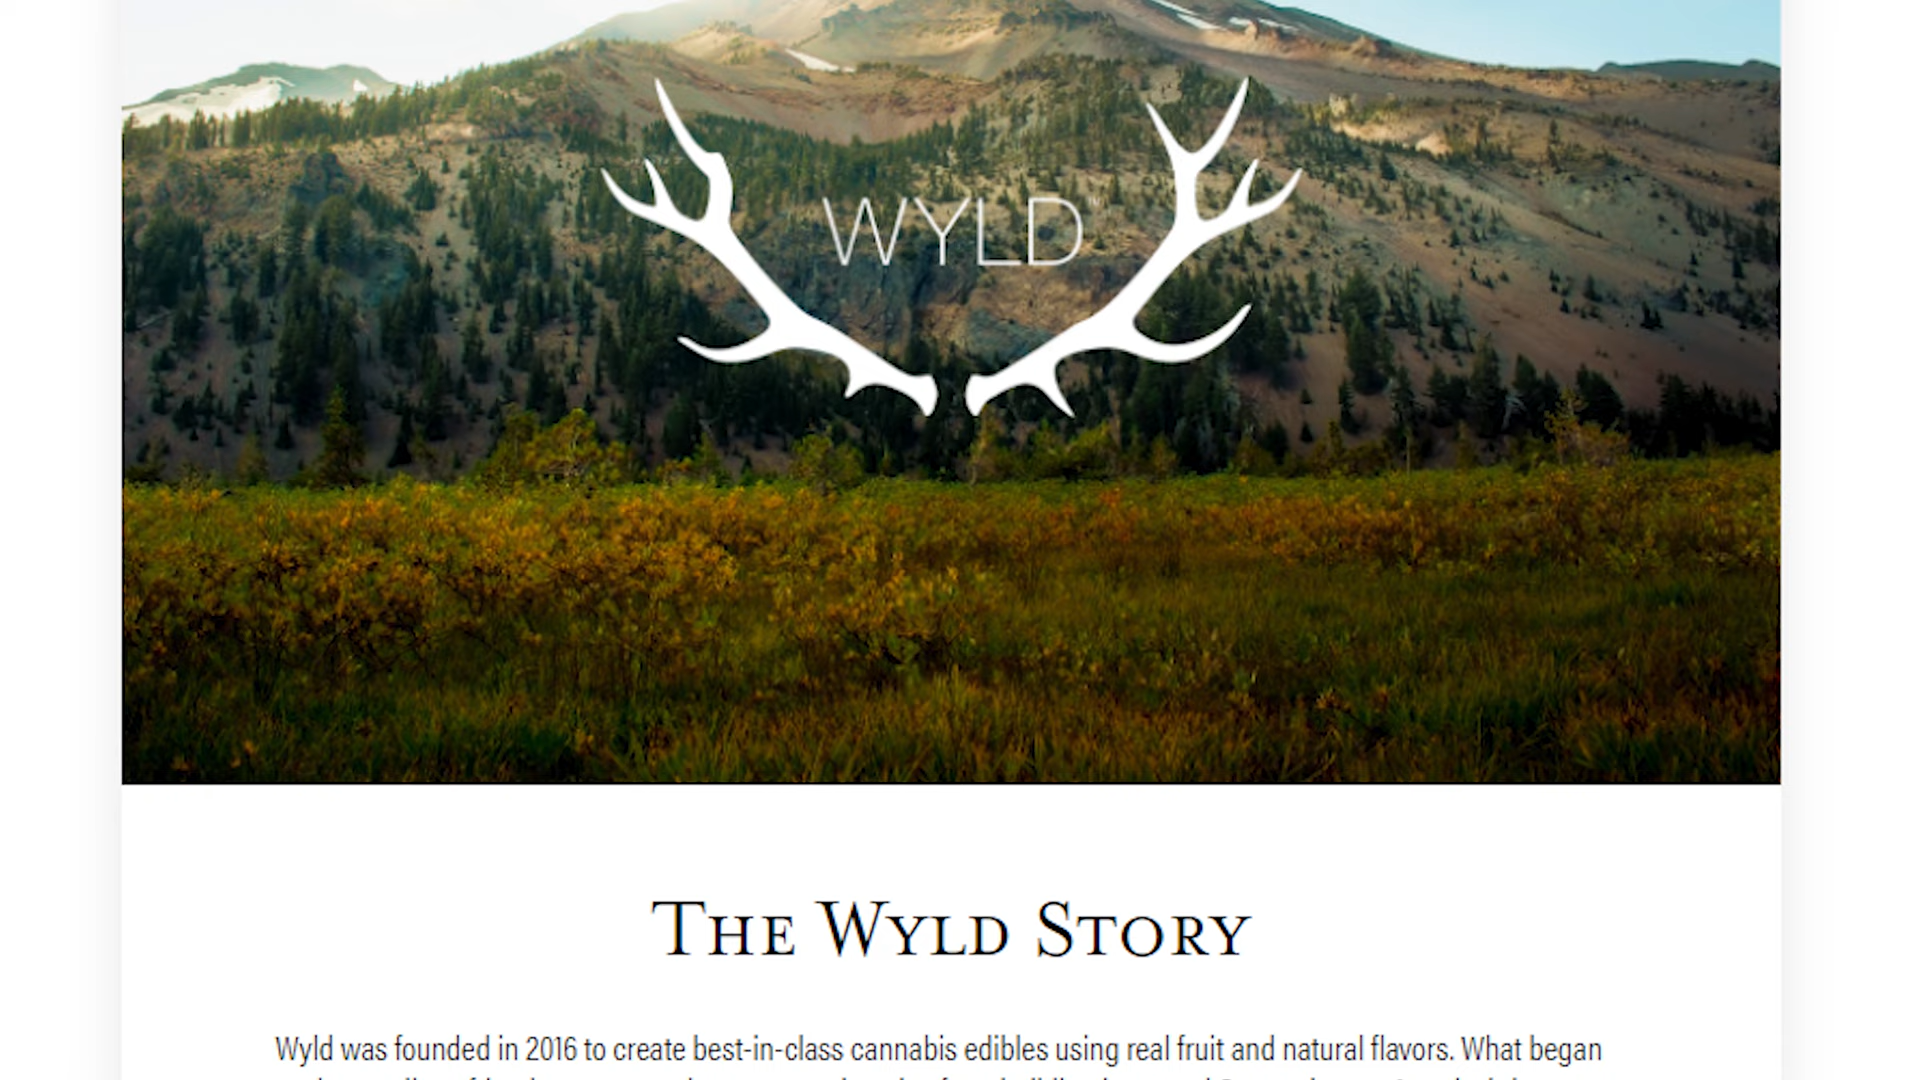 WYLD
The Wyld Story
Wyld was founded in 2016 to create best-in-class cannabis edibles using real fruit and natural flavors. What began